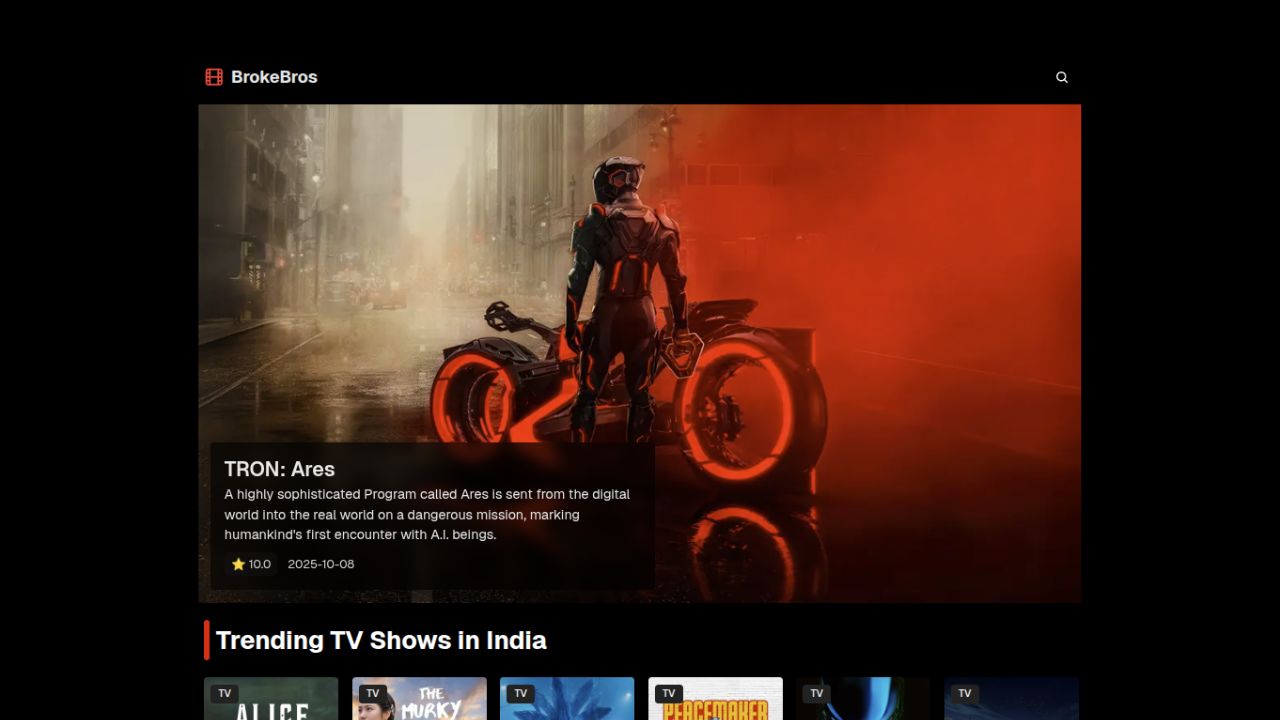 BrokeBros
TRON: Ares
A highly sophisticated Program called Ares is sent from the digital
world into the real world on a dangerous mission, marking
humankind's first encounter with A.I. beings.
⭐ 10.0 2025-10-08
Trending TV Shows in India
TV TV TV TV TV TV
ALICE
THE
MURKY
PEACEMAKER